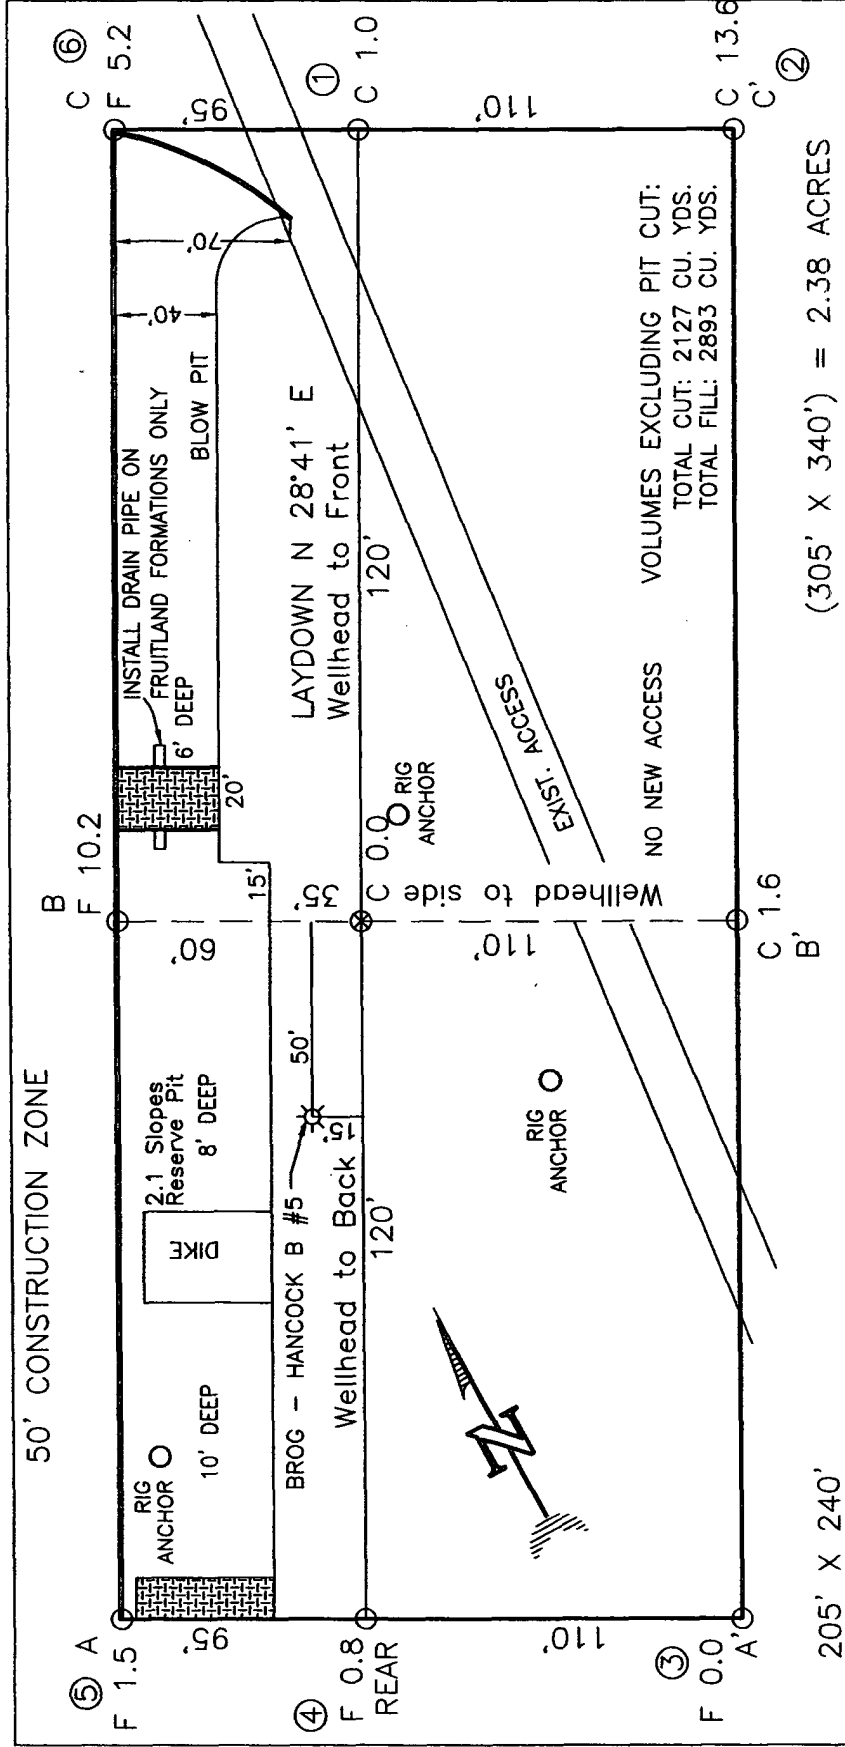 50' CONSTRUCTION ZONE
⑤ A
F 1.5
B
F 10.2
C ⑥
F 5.2
RIG
ANCHOR
10' DEEP
DIKE
2.1 Slopes
Reserve Pit
8' DEEP
60'
95'
INSTALL DRAIN PIPE ON
FRUITLAND FORMATIONS ONLY
6' DEEP
20'
15'
BLOW PIT
40'
70'
95'
BROG - HANCOCK B #5
50'
15'
35'
LAYDOWN N 28°41' E
Wellhead to Front
120'
Wellhead to Back
120'
④
F 0.8
REAR
C 0.0
①
C 1.0
RIG
ANCHOR
RIG
ANCHOR
Wellhead to side
110'
110'
110'
EXIST. ACCESS
NO NEW ACCESS
VOLUMES EXCLUDING PIT CUT:
TOTAL CUT: 2127 CU. YDS.
TOTAL FILL: 2893 CU. YDS.
N
③
F 0.0
A'
C 1.6
B'
C 13.6
C' ②
205' X 240'
(305' X 340') = 2.38 ACRES